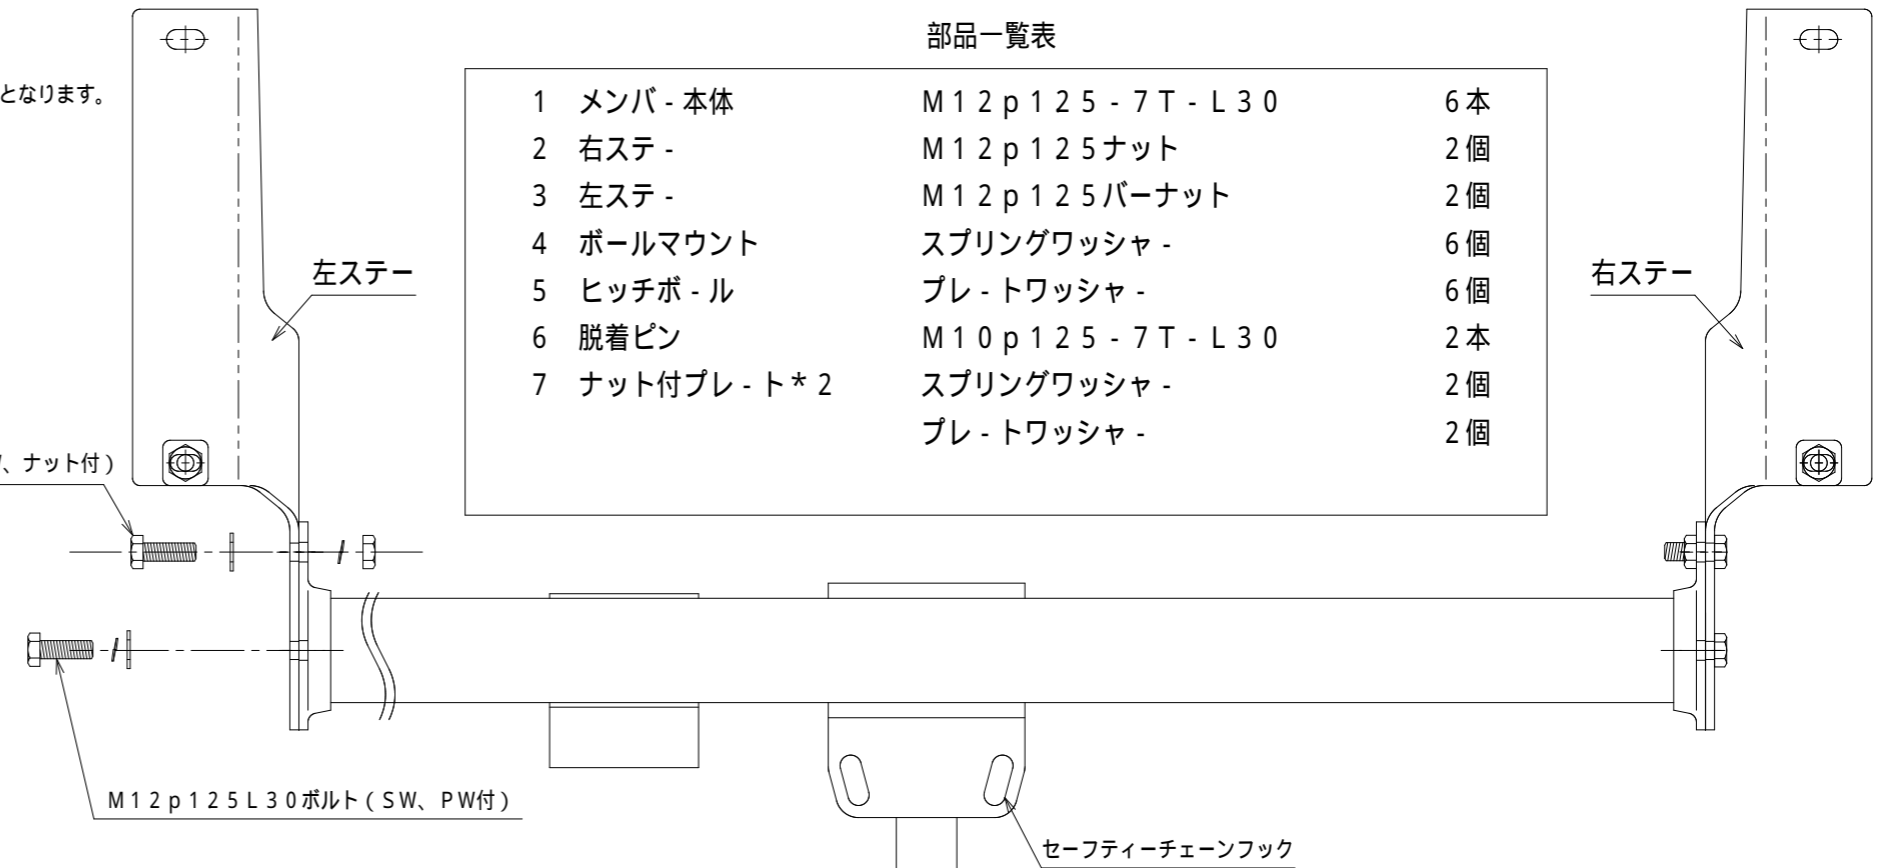 部品一覧表
となります。
1 メンバ-本体 M12p125-7T-L30 6本
2 右ステ- M12p125ナット 2個
3 左ステ- M12p125バーナット 2個
4 ボールマウント スプリングワッシャ- 6個
5 ヒッチボ-ル プレ-トワッシャ- 6個
6 脱着ピン M10p125-7T-L30 2本
7 ナット付プレ-ト*2 スプリングワッシャ- 2個
プレ-トワッシャ- 2個
左ステー
右ステー
、ナット付)
M12p125L30ボルト(SW、PW付)
セーフティーチェーンフック